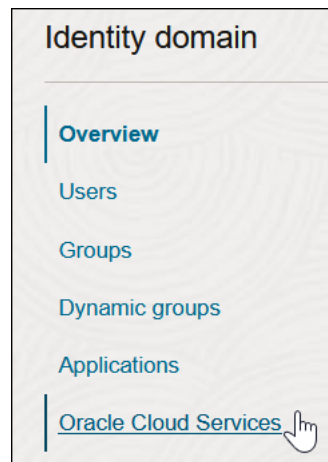 Identity domain
Overview
Users
Groups
Dynamic groups
Applications
Oracle Cloud Services